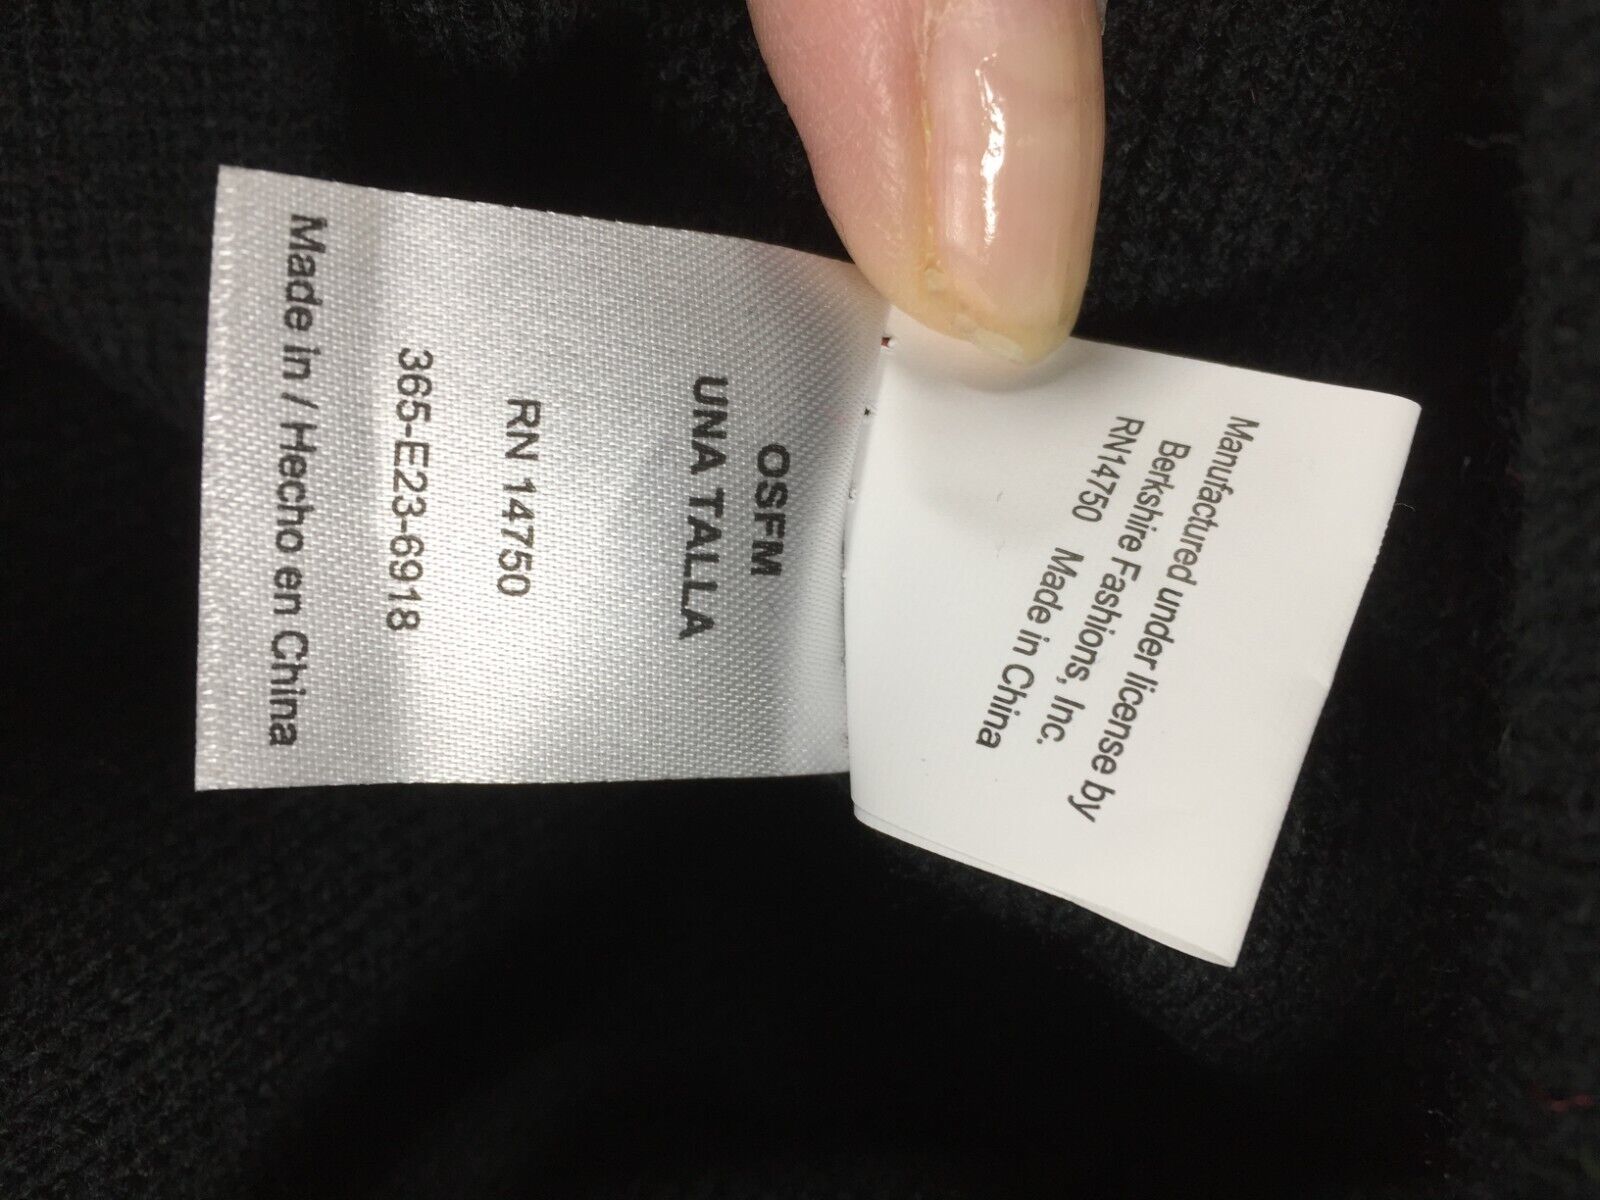 OSFM
UNA TALLA
RN 14750
365-E23-6918
Made in / Hecho en China
Manufactured under license by
Berkshire Fashions, Inc.
RN14750 Made in China